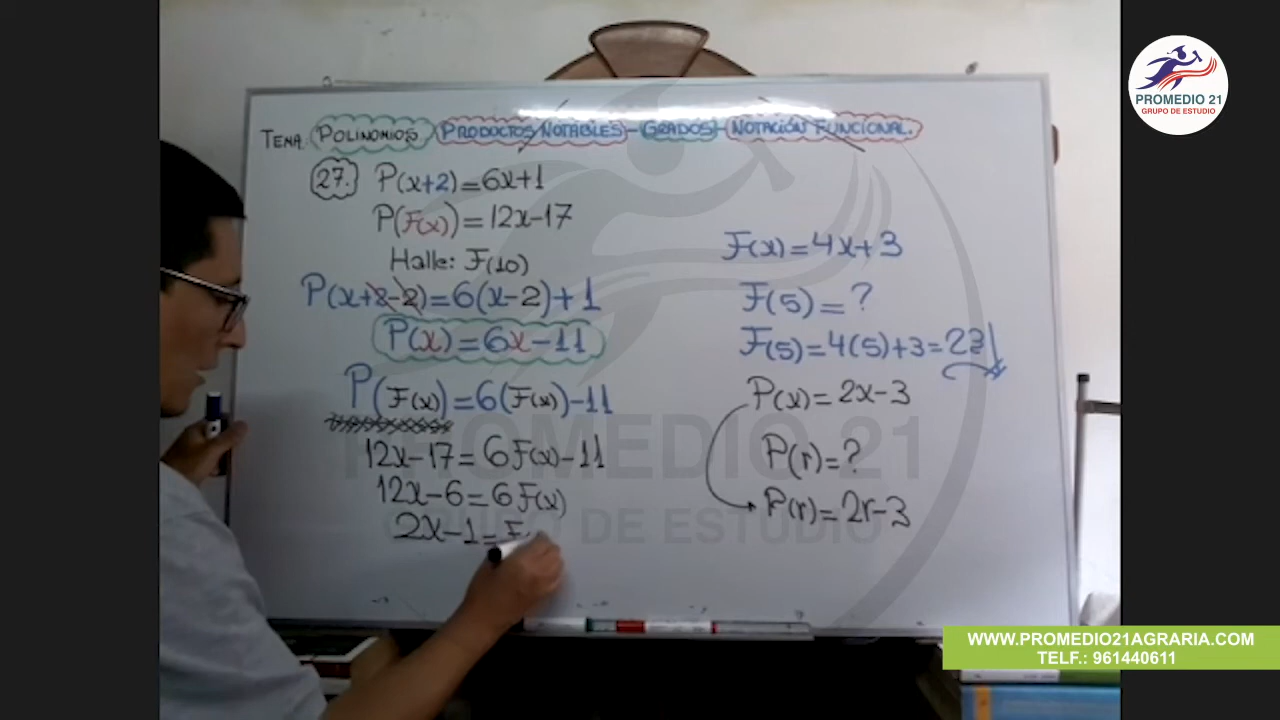 PROMEDIO 21
GRUPO DE ESTUDIO
TEMA. POLINOMIOS PRODUCTOS NOTABLES - GRADOS - NOTACIÓN FUNCIONAL.
27. P(x+2)=6x+1
P(F(x))=12x-17
Halle: F(10)
P(x+2-2)=6(x-2)+1
P(x)=6x-11
P(F(x))=6(F(x))-11
12x-17=6F(x)-11
12x-6=6F(x)
2x-1=F
F(x)=4x+3
F(5)=?
F(5)=4(5)+3=23
P(x)=2x-3
P(r)=?
P(r)=2r-3
PROMEDIO 21
GRUPO DE ESTUDIO
WWW.PROMEDIO21AGRARIA.COM
TELF.: 961440611